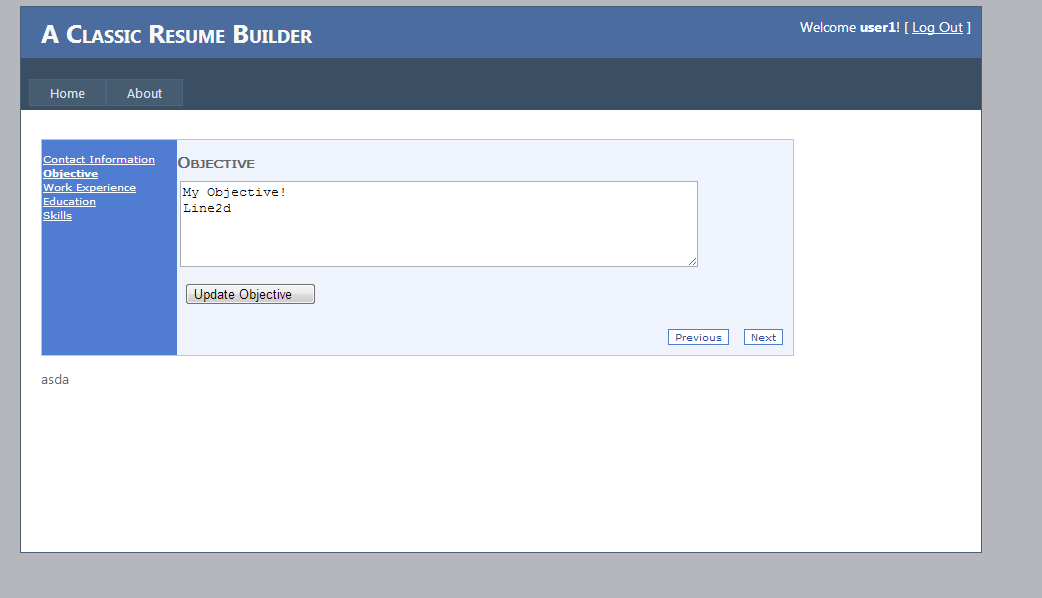 A Classic Resume Builder
Welcome user1! [ Log Out ]
Home
About
Contact Information
Objective
Work Experience
Education
Skills
Objective
My Objective!
Line2d
Update Objective
Previous
Next
asda